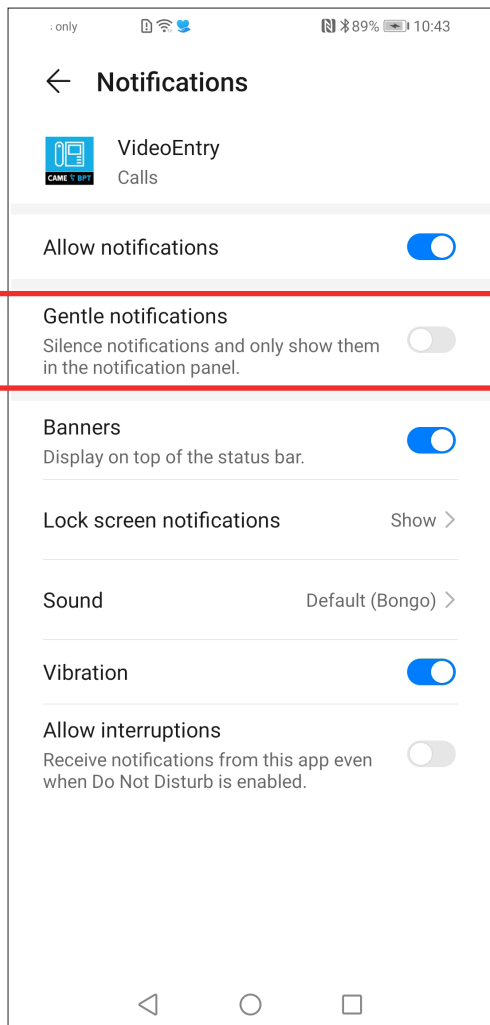 : only
89%
10:43
Notifications
CAME BPT
VideoEntry
Calls
Allow notifications
Gentle notifications
Silence notifications and only show them
in the notification panel.
Banners
Display on top of the status bar.
Lock screen notifications
Show
Sound
Default (Bongo)
Vibration
Allow interruptions
Receive notifications from this app even
when Do Not Disturb is enabled.